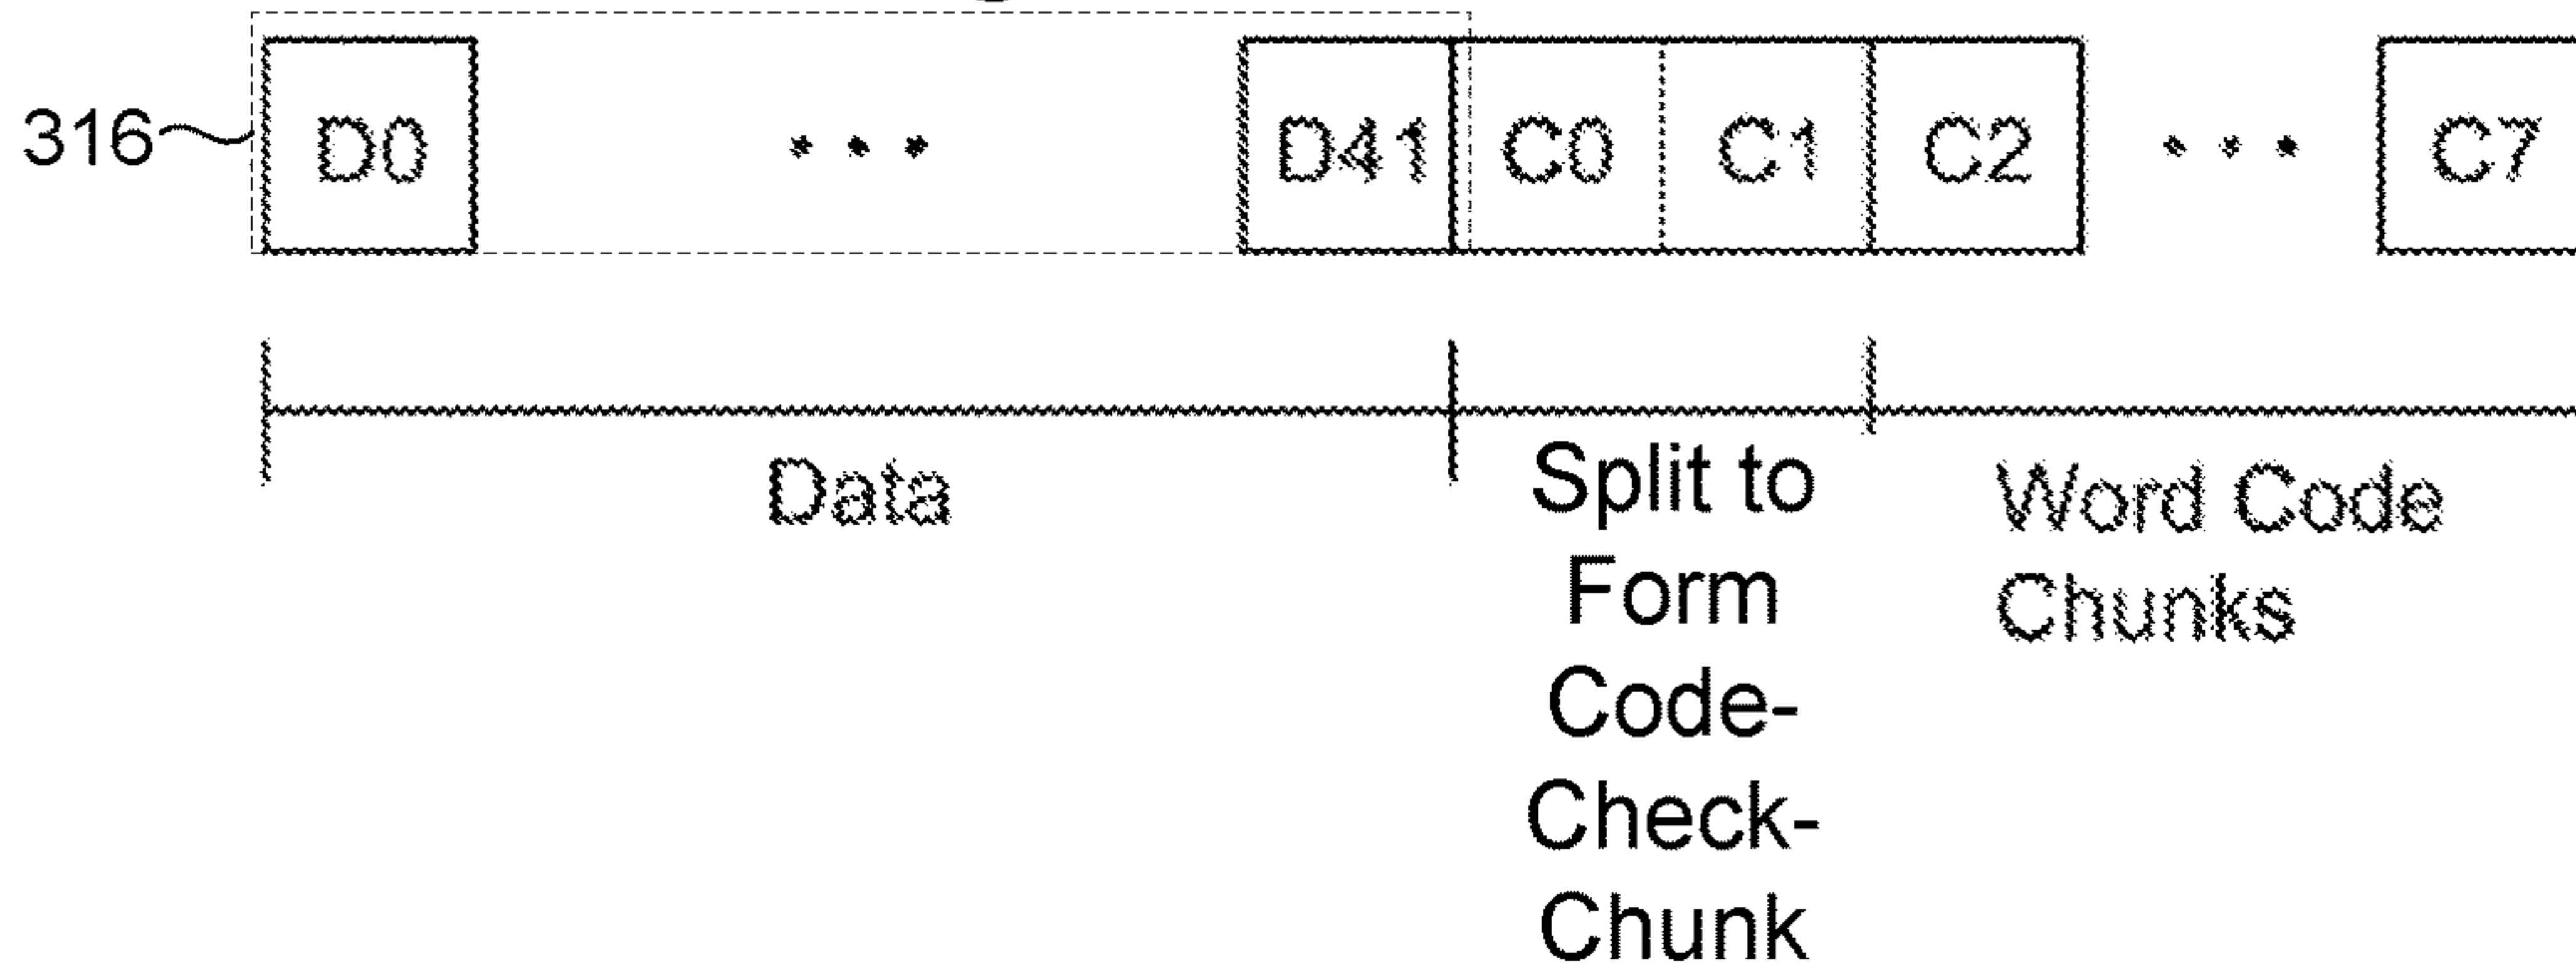 316 D0 ... D41 C0 C1 C2 ... C7
Data
Split to
Form
Code-
Check-
Chunk
Word Code
Chunks